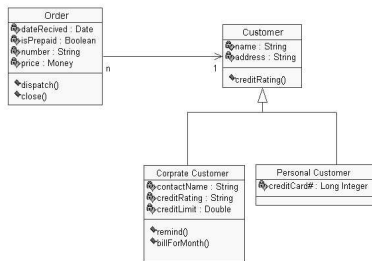 Order
dateRecived : Date
isPrepaid : Boolean
number : String
price : Money
dispatch()
close()
n
1
Customer
name : String
address : String
creditRating()
Corprate Customer
contactName : String
creditRating : String
creditLimit : Double
remind()
billForMonth()
Personal Customer
creditCard# : Long Integer